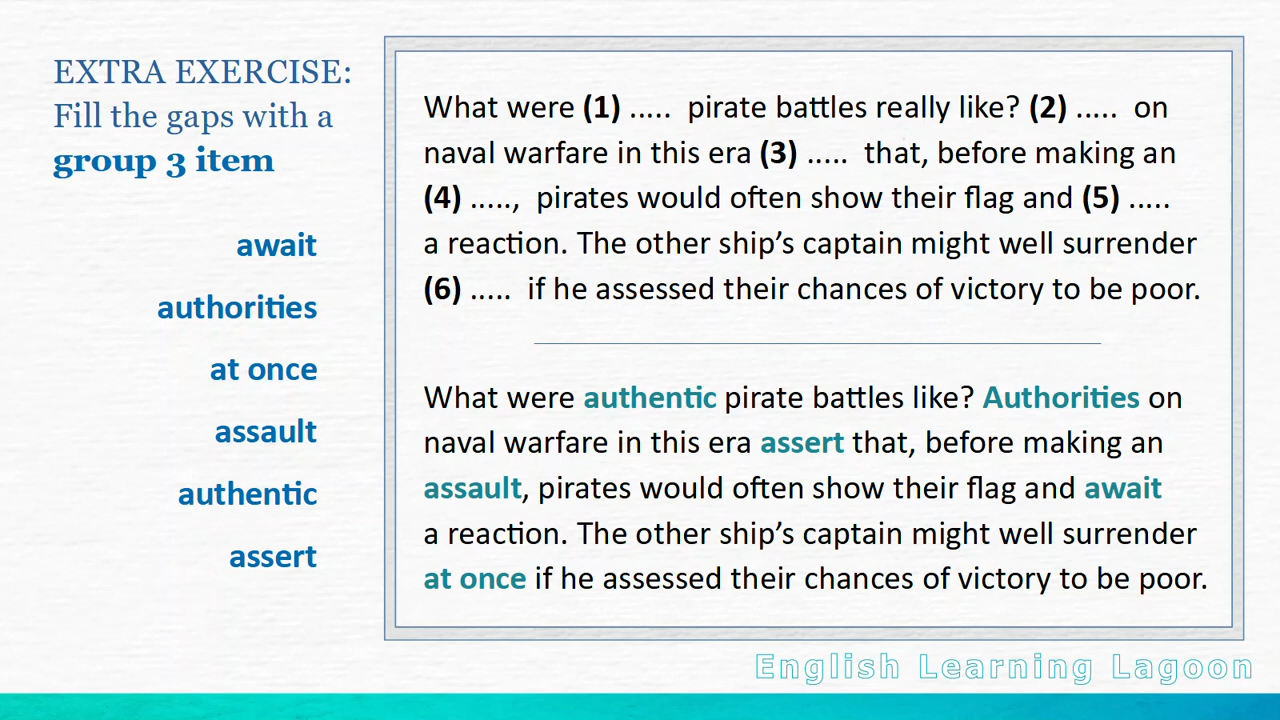 EXTRA EXERCISE:
Fill the gaps with a
group 3 item
await
authorities
at once
assault
authentic
assert
What were (1) ..... pirate battles really like? (2) ..... on
naval warfare in this era (3) ..... that, before making an
(4) ....., pirates would often show their flag and (5) .....
a reaction. The other ship’s captain might well surrender
(6) ..... if he assessed their chances of victory to be poor.
What were authentic pirate battles like? Authorities on
naval warfare in this era assert that, before making an
assault, pirates would often show their flag and await
a reaction. The other ship’s captain might well surrender
at once if he assessed their chances of victory to be poor.
English Learning Lagoon